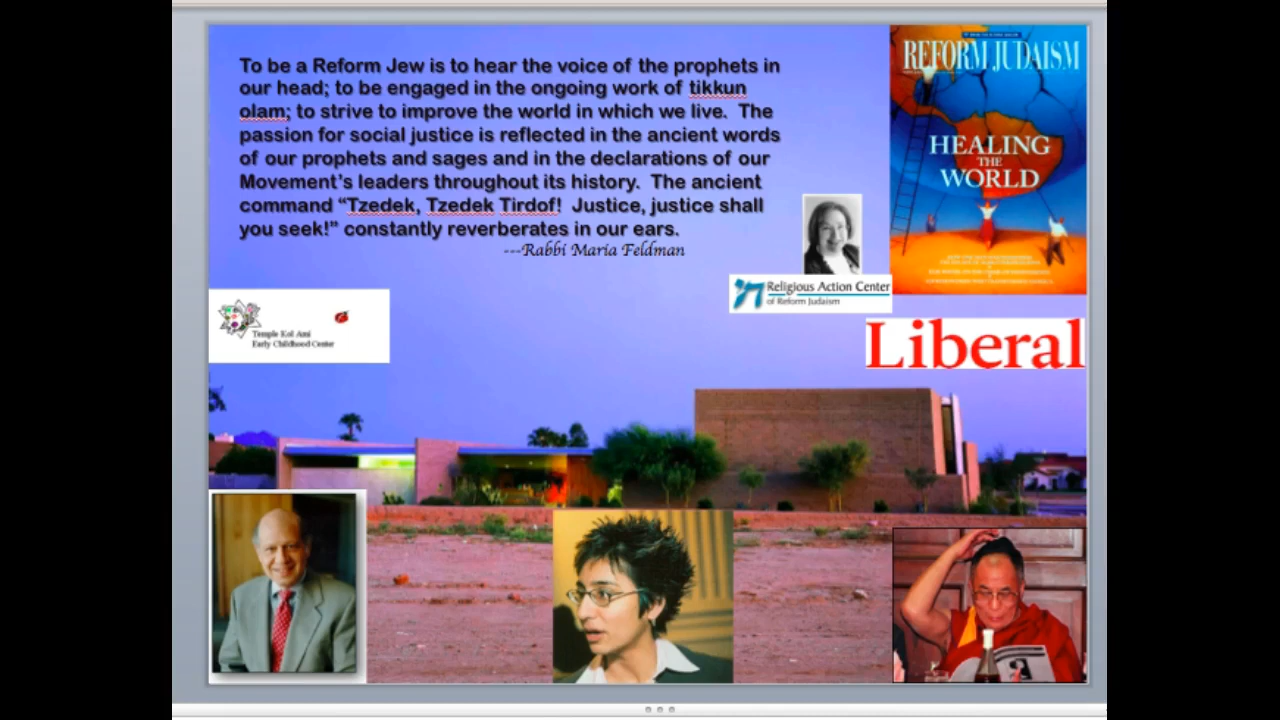 To be a Reform Jew is to hear the voice of the prophets in
our head; to be engaged in the ongoing work of tikkun
olam; to strive to improve the world in which we live. The
passion for social justice is reflected in the ancient words
of our prophets and sages and in the declarations of our
Movement's leaders throughout its history. The ancient
command “Tzedek, Tzedek Tirdof! Justice, justice shall
you seek!” constantly reverberates in our ears.
---Rabbi Marla Feldman
REFORM JUDAISM
HEALING
THE
WORLD
Religious Action Center
of Reform Judaism
Temple Kol Ami
Early Childhood Center
Liberal